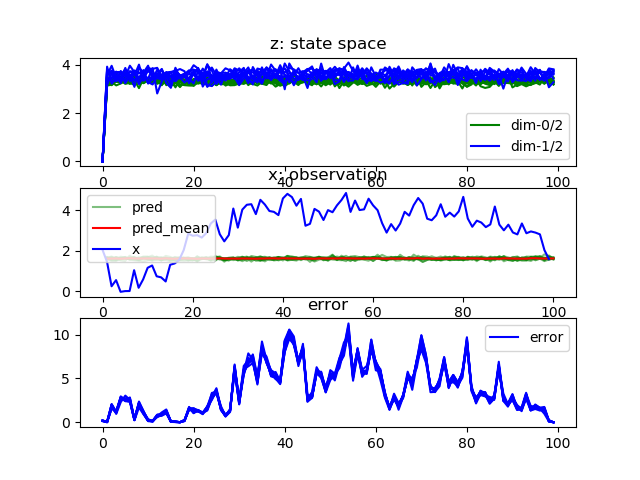 z: state space
4
2
0
dim-0/2
dim-1/2
0 20 40 60 80 100
x: observation
4
2
0
pred
pred_mean
x
0 20 40 60 80 100
error
10
5
0
error
0 20 40 60 80 100